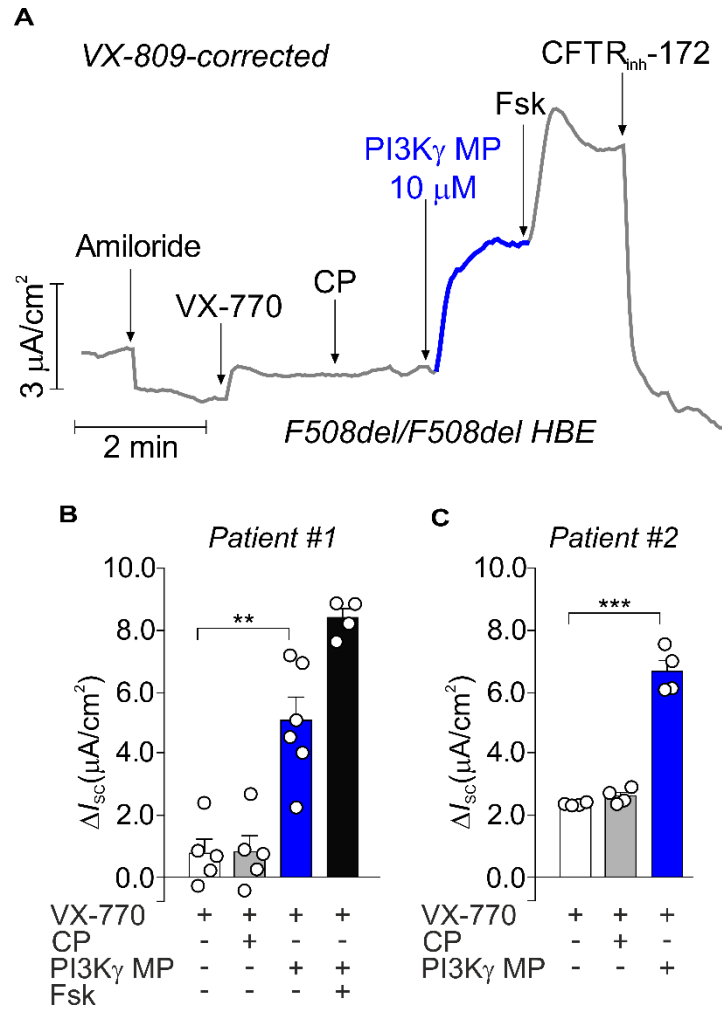 A
VX-809-corrected
CFTRinh-172
Fsk
PI3Kγ MP
10 μM
Amiloride
VX-770
CP
3 μA/cm²
2 min
F508del/F508del HBE
B
Patient #1
**
10.0
8.0
6.0
4.0
2.0
0.0
ΔIsc(μA/cm²)
VX-770 + + + +
CP - + - -
PI3Kγ MP - - + +
Fsk - - - +
C
Patient #2
***
10.0
8.0
6.0
4.0
2.0
0.0
ΔIsc(μA/cm²)
VX-770 + + +
CP - + -
PI3Kγ MP - - +